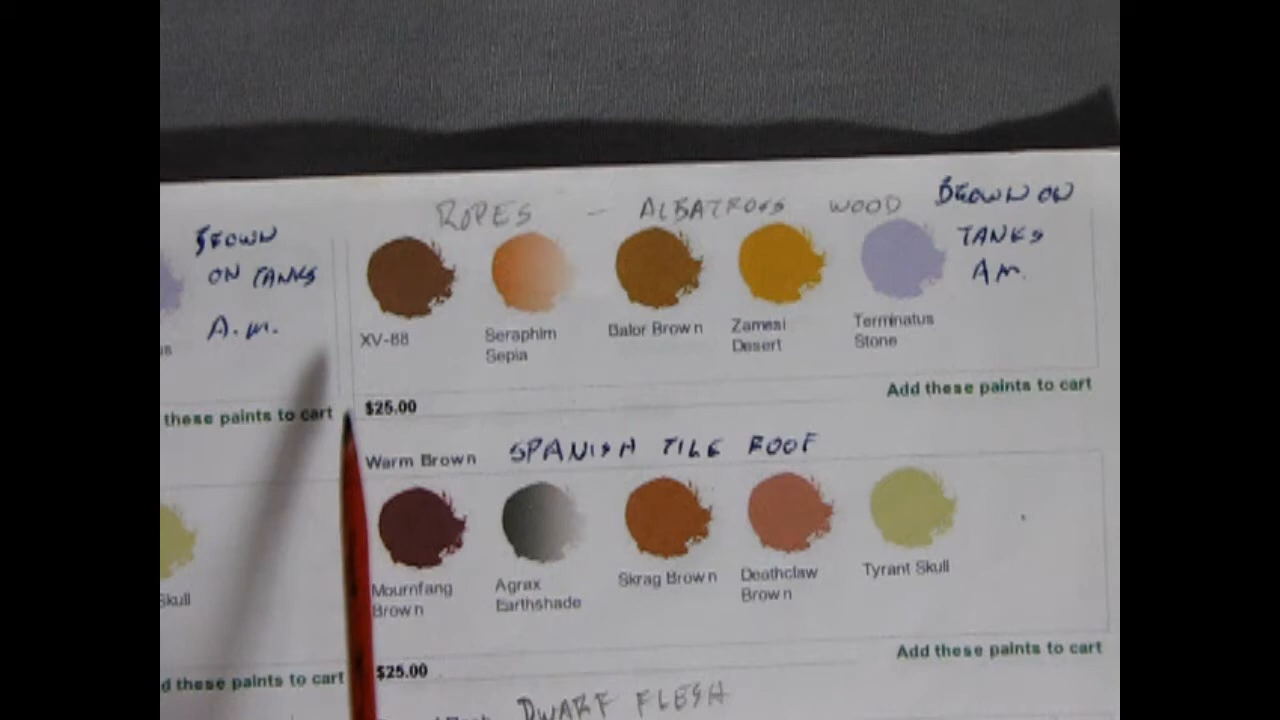 ROPES - ALBATROSS WOOD
BROWN ON
TANKS
A.M.
BROWN
ON TANKS
A.M.
XV-88
Seraphim
Sepia
Balor Brown
Zamesi
Desert
Terminatus
Stone
these paints to cart
$25.00
Add these paints to cart
Warm Brown
SPANISH TILE ROOF
Skull
Mournfang
Brown
Agrax
Earthshade
Skrag Brown
Deathclaw
Brown
Tyrant Skull
d these paints to cart
$25.00
Add these paints to cart
DWARF FLESH